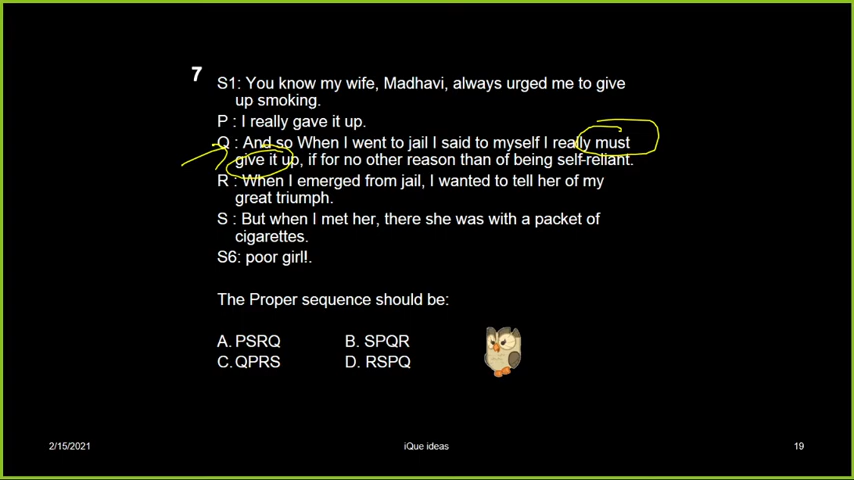 7
S1: You know my wife, Madhavi, always urged me to give
up smoking.
P : I really gave it up.
Q : And so When I went to jail I said to myself I really must
give it up, if for no other reason than of being self-reliant.
R : When I emerged from jail, I wanted to tell her of my
great triumph.
S : But when I met her, there she was with a packet of
cigarettes.
S6: poor girl!.
The Proper sequence should be:
A. PSRQ B. SPQR
C. QPRS D. RSPQ
2/15/2021 iQue ideas 19